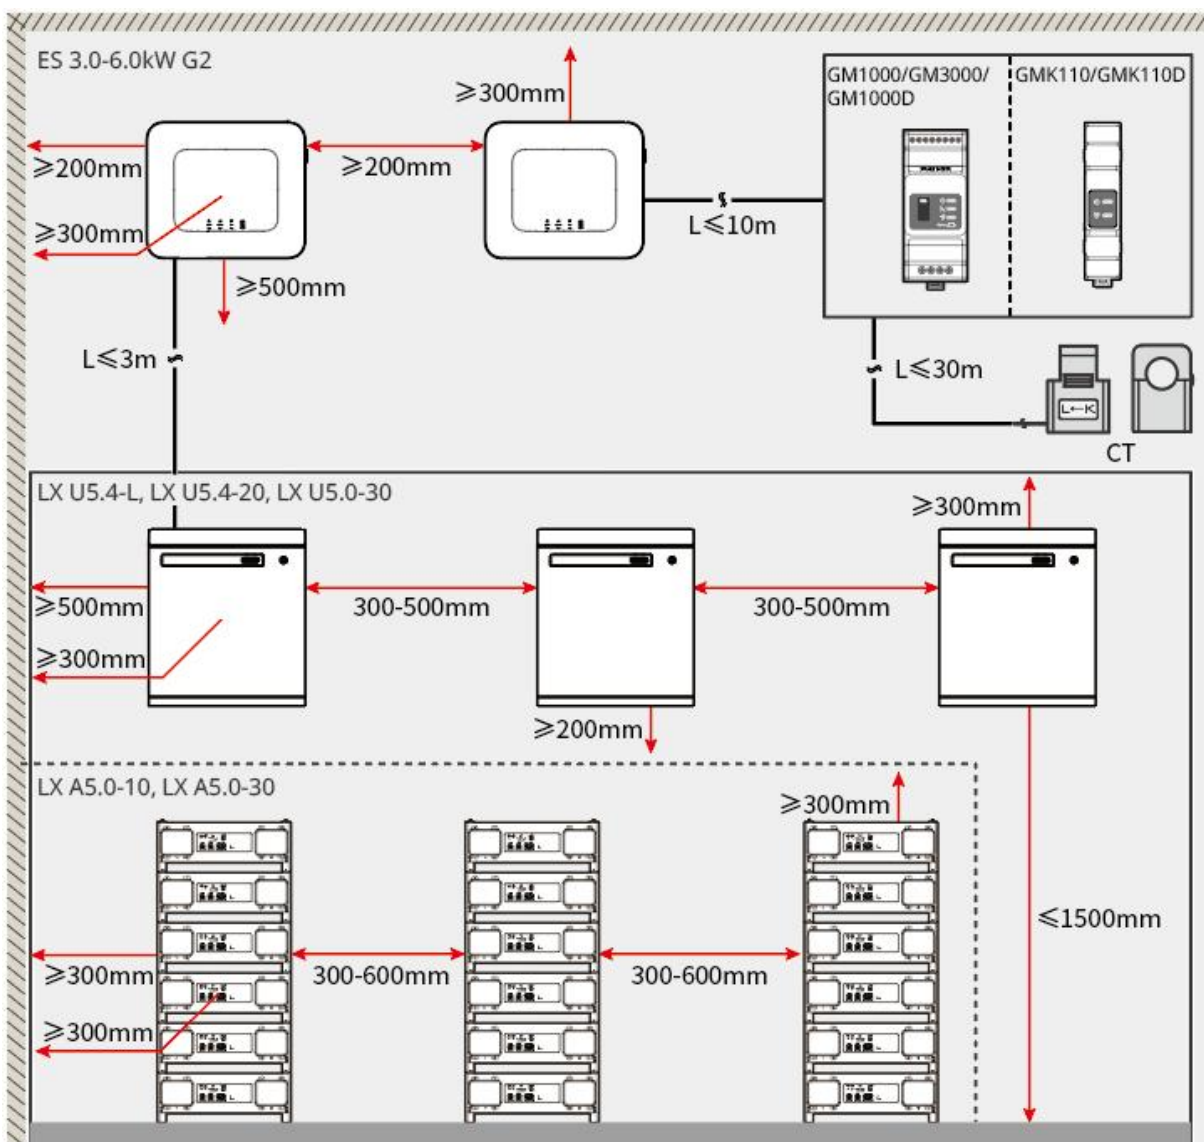 ES 3.0-6.0kW G2
≥300mm
GM1000/GM3000/
GM1000D
GMK110/GMK110D
≥200mm
≥200mm
≥300mm
L≤10m
≥500mm
L≤3m
L≤30m
L←K
CT
LX U5.4-L, LX U5.4-20, LX U5.0-30
≥300mm
≥500mm
300-500mm
300-500mm
≥300mm
≥200mm
LX A5.0-10, LX A5.0-30
≥300mm
≤1500mm
≥300mm
300-600mm
300-600mm
≥300mm